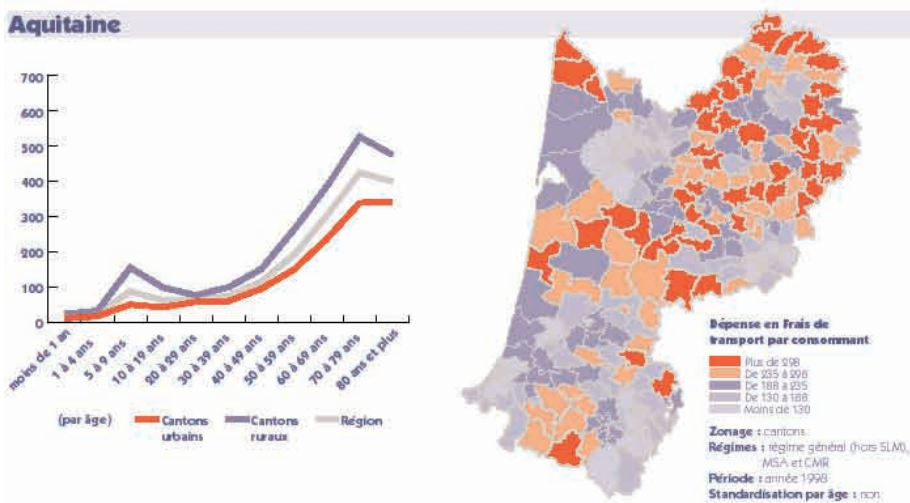 Aquitaine
700
600
500
400
300
200
100
0
moins de 1 an
1 à 4 ans
5 à 9 ans
10 à 19 ans
20 à 29 ans
30 à 39 ans
40 à 49 ans
50 à 59 ans
60 à 69 ans
70 à 79 ans
80 ans et plus
(par âge)
Cantons urbains
Cantons ruraux
Région
Dépense en Frais de
transport par consommant
Plus de 298
De 235 à 298
De 188 à 235
De 130 à 188
Moins de 130
Zonage : cantons
Régimes : régime général (hors SLM),
MSA et CMR
Période : année 1998
Standardisation par âge : non